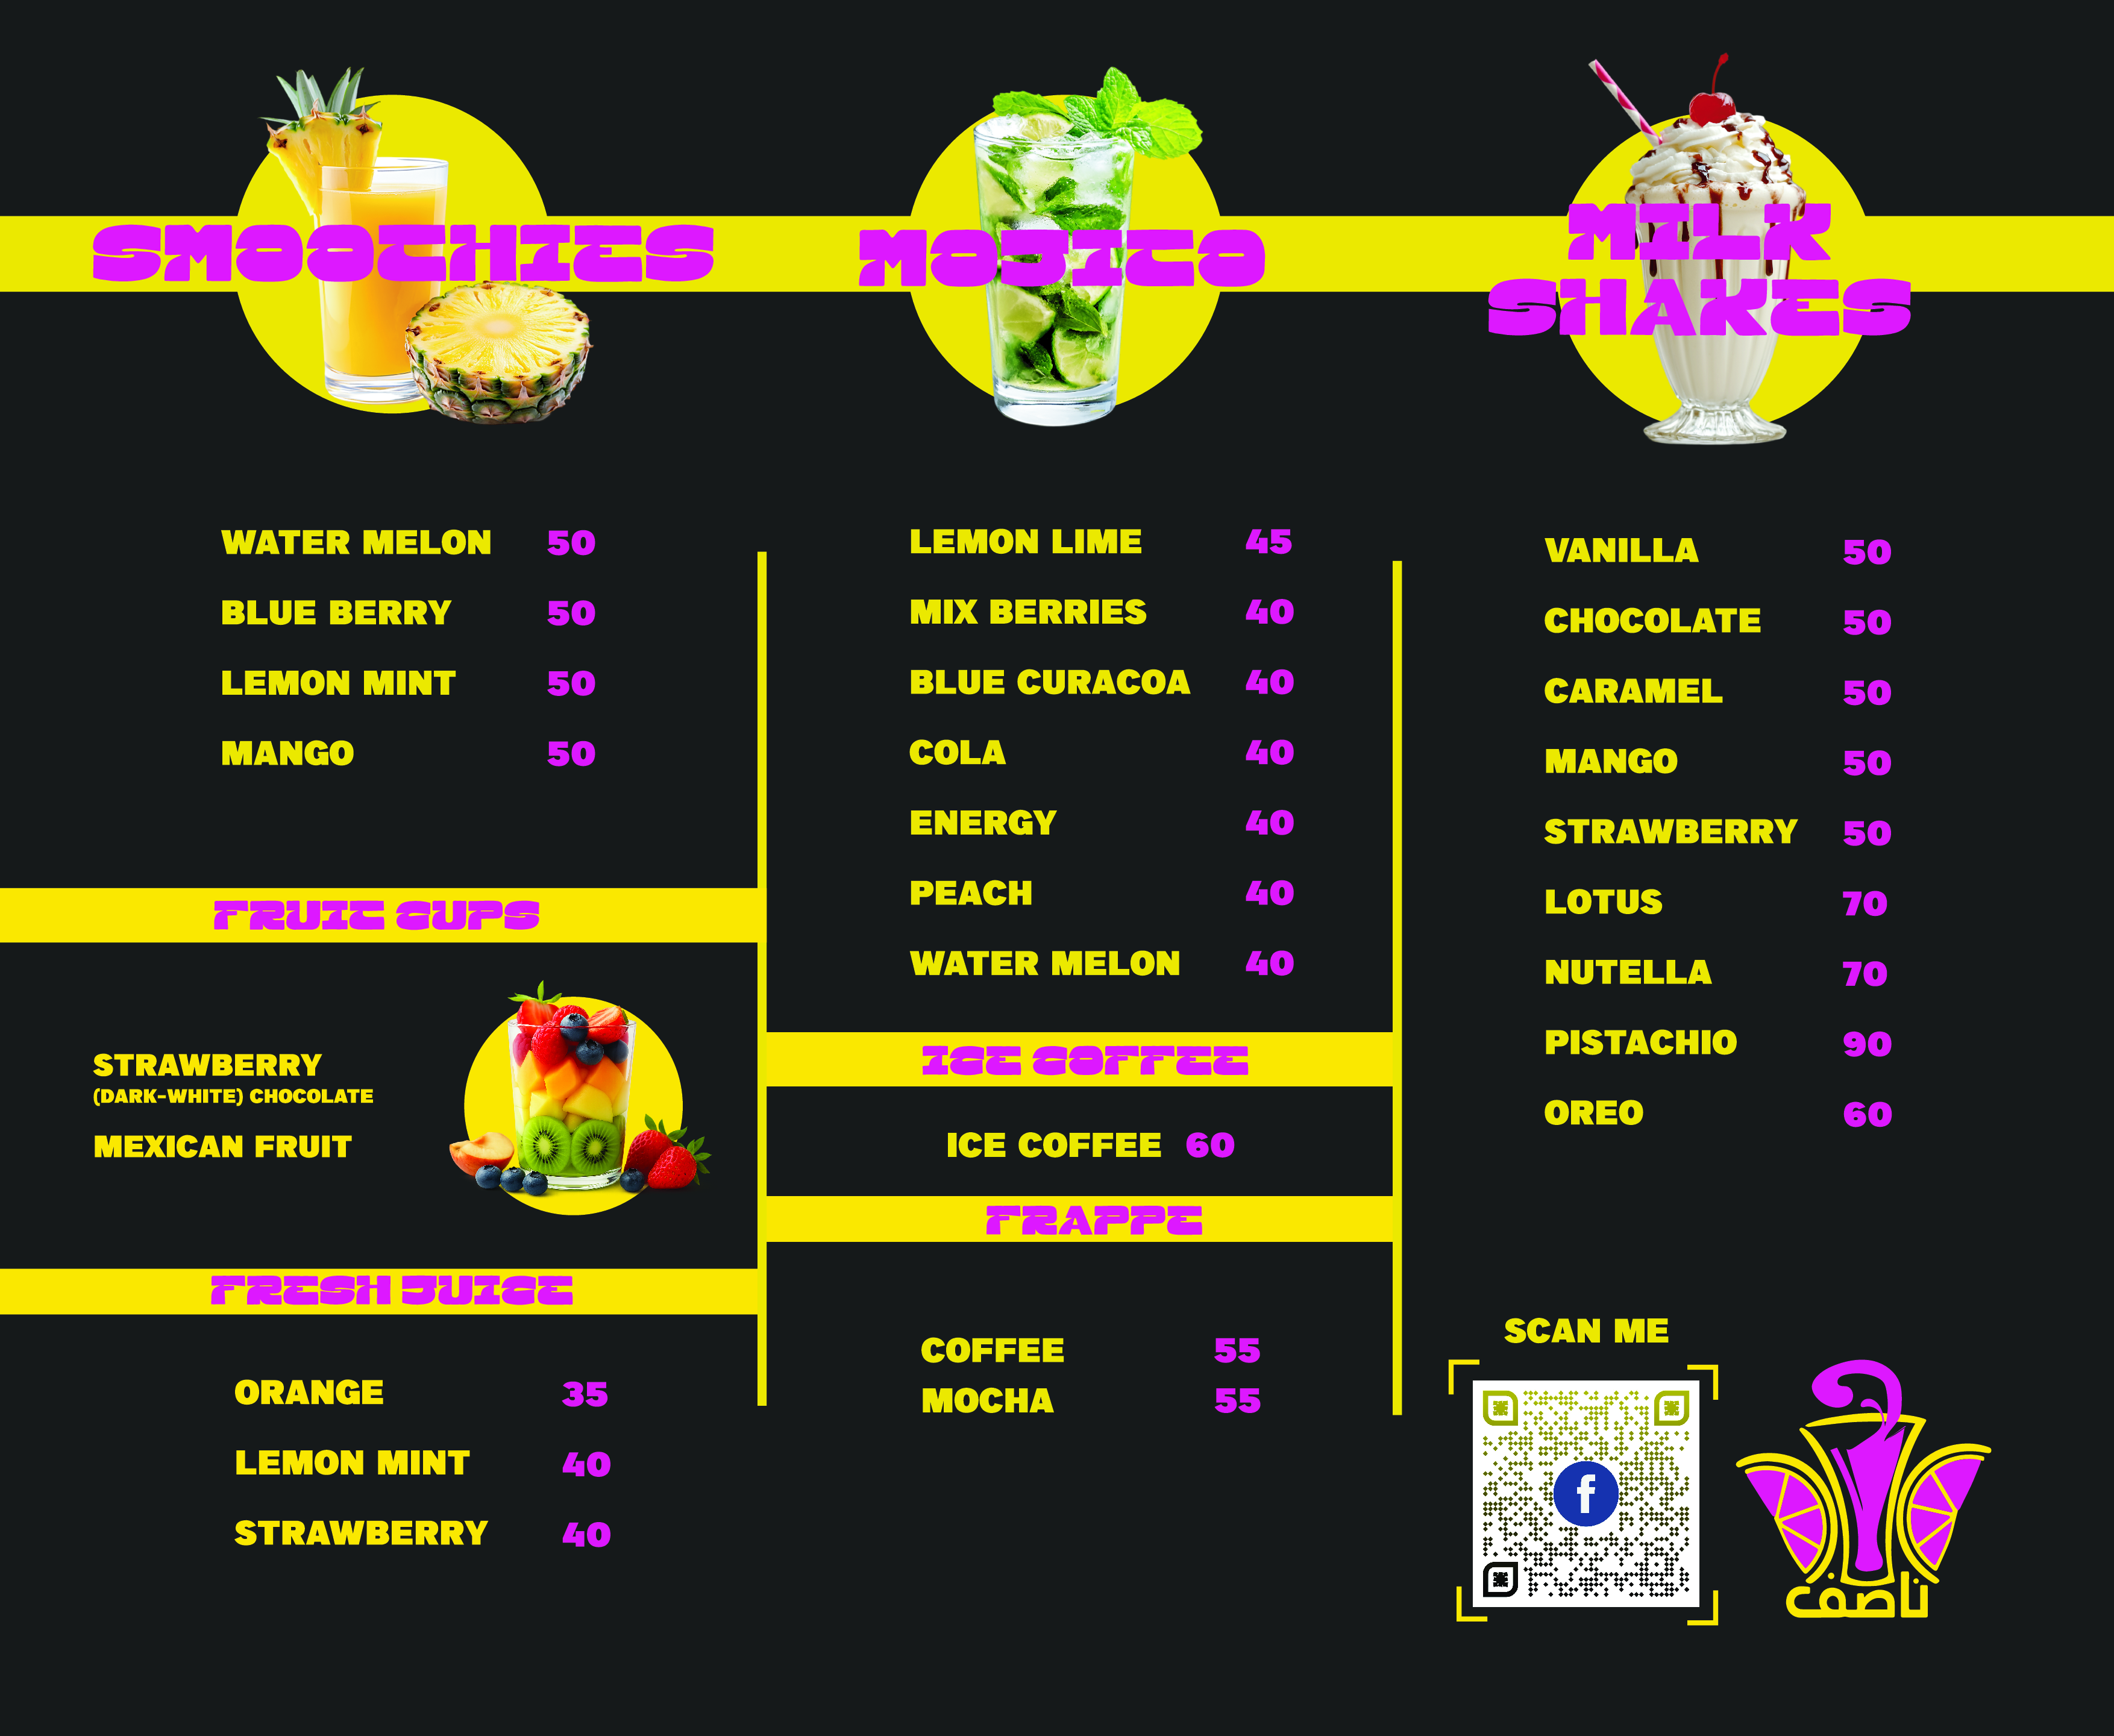 SMOOTHIES
WATER MELON 50
BLUE BERRY 50
LEMON MINT 50
MANGO 50
FRUIT CUPS
STRAWBERRY
(DARK-WHITE) CHOCOLATE
MEXICAN FRUIT
FRESH JUICE
ORANGE 35
LEMON MINT 40
STRAWBERRY 40
MOJITO
LEMON LIME 45
MIX BERRIES 40
BLUE CURACOA 40
COLA 40
ENERGY 40
PEACH 40
WATER MELON 40
ICE COFFEE
ICE COFFEE 60
FRAPPE
COFFEE 55
MOCHA 55
MILK
SHAKES
VANILLA 50
CHOCOLATE 50
CARAMEL 50
MANGO 50
STRAWBERRY 50
LOTUS 70
NUTELLA 70
PISTACHIO 90
OREO 60
SCAN ME
f
ناصف